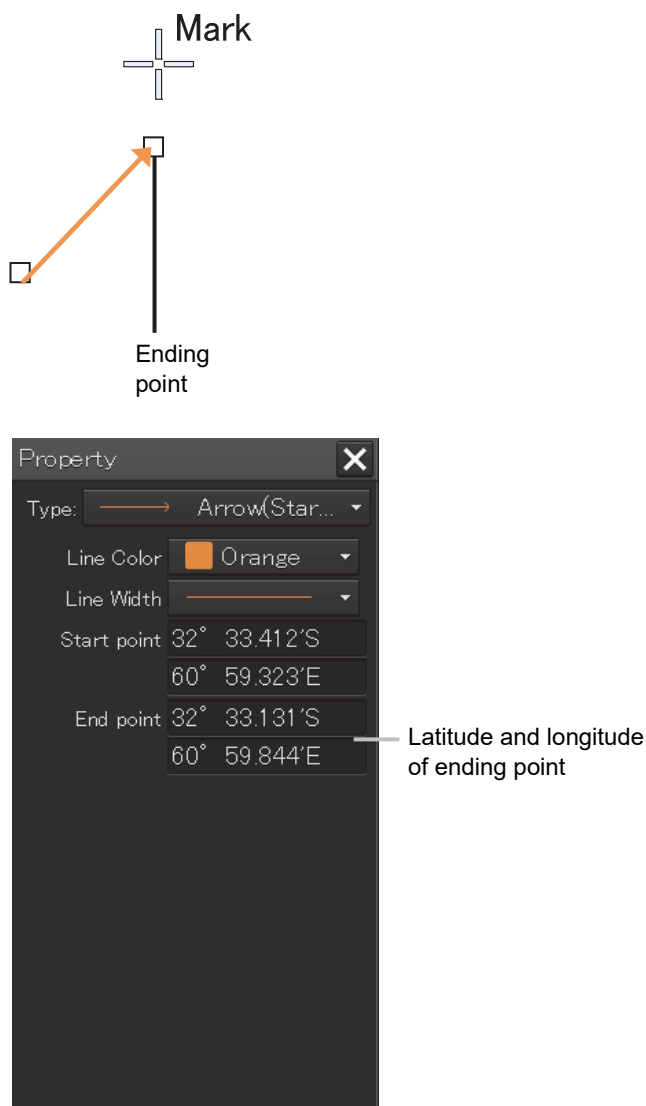 Mark
Ending
point
Property
Type: Arrow(Star...
Line Color Orange
Line Width
Start point 32° 33.412'S
60° 59.323'E
End point 32° 33.131'S
60° 59.844'E
Latitude and longitude
of ending point